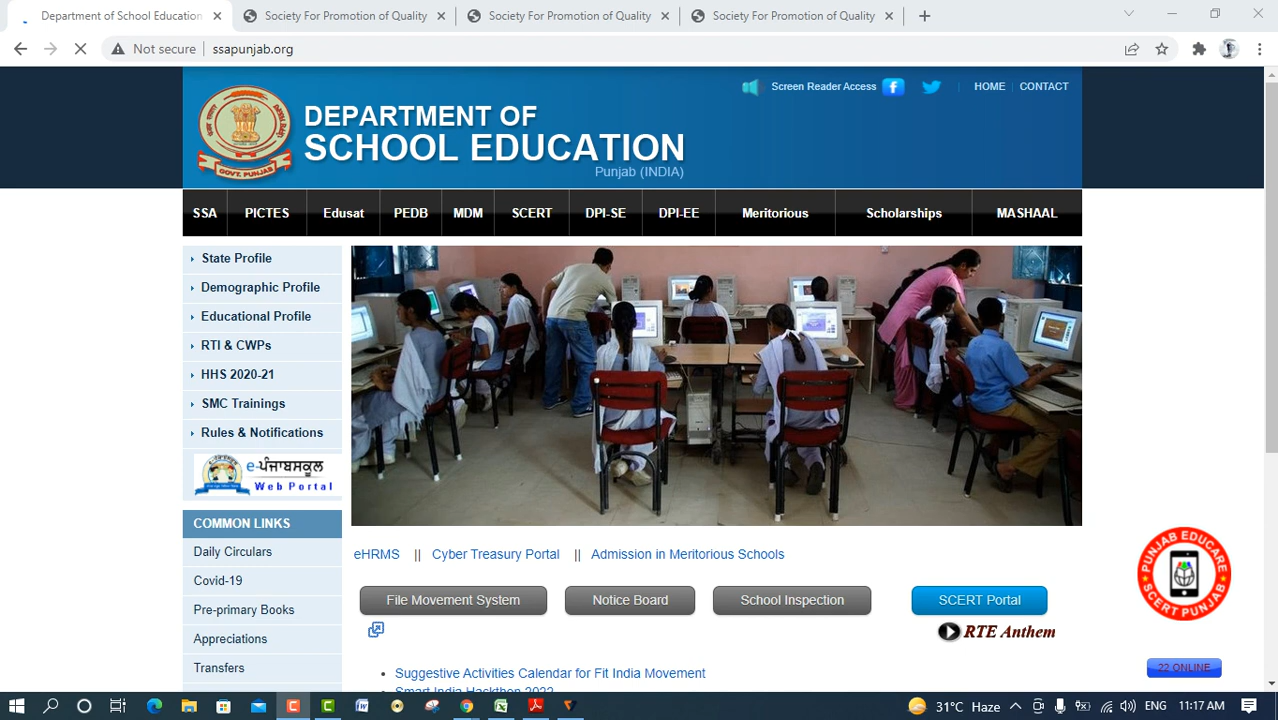 Department of School Education
Society For Promotion of Quality
Society For Promotion of Quality
Society For Promotion of Quality
Not secure
ssapunjab.org
Screen Reader Access
HOME
CONTACT
GOVT. PUNJAB
DEPARTMENT OF
SCHOOL EDUCATION
Punjab (INDIA)
SSA
PICTES
Edusat
PEDB
MDM
SCERT
DPI-SE
DPI-EE
Meritorious
Scholarships
MASHAAL
State Profile
Demographic Profile
Educational Profile
RTI & CWPs
HHS 2020-21
SMC Trainings
Rules & Notifications
e-ਪੰਜਾਬਸਕੂਲ
Web Portal
COMMON LINKS
Daily Circulars
Covid-19
Pre-primary Books
Appreciations
Transfers
eHRMS || Cyber Treasury Portal || Admission in Meritorious Schools
File Movement System
Notice Board
School Inspection
SCERT Portal
RTE Anthem
Suggestive Activities Calendar for Fit India Movement
Smart India Hackthon 2022
PUNJAB EDUCARE
SCERT PUNJAB
22 ONLINE
31°C Haze
ENG
11:17 AM